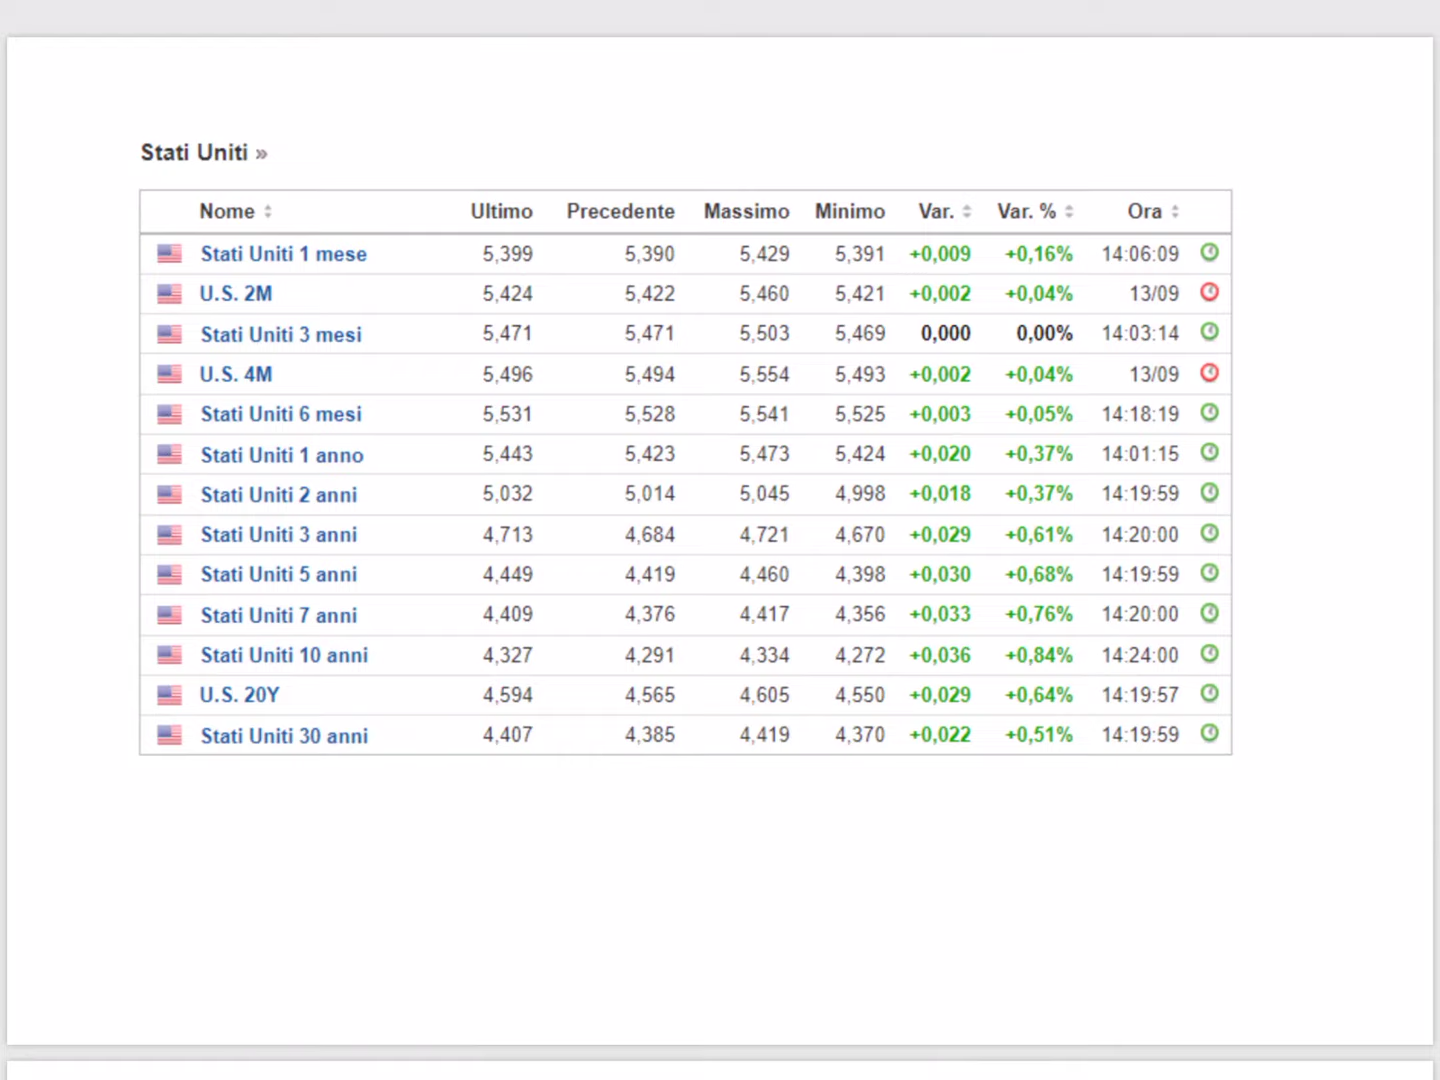 Stati Uniti »
Nome Ultimo Precedente Massimo Minimo Var. Var. % Ora
Stati Uniti 1 mese 5,399 5,390 5,429 5,391 +0,009 +0,16% 14:06:09
U.S. 2M 5,424 5,422 5,460 5,421 +0,002 +0,04% 13/09
Stati Uniti 3 mesi 5,471 5,471 5,503 5,469 0,000 0,00% 14:03:14
U.S. 4M 5,496 5,494 5,554 5,493 +0,002 +0,04% 13/09
Stati Uniti 6 mesi 5,531 5,528 5,541 5,525 +0,003 +0,05% 14:18:19
Stati Uniti 1 anno 5,443 5,423 5,473 5,424 +0,020 +0,37% 14:01:15
Stati Uniti 2 anni 5,032 5,014 5,045 4,998 +0,018 +0,37% 14:19:59
Stati Uniti 3 anni 4,713 4,684 4,721 4,670 +0,029 +0,61% 14:20:00
Stati Uniti 5 anni 4,449 4,419 4,460 4,398 +0,030 +0,68% 14:19:59
Stati Uniti 7 anni 4,409 4,376 4,417 4,356 +0,033 +0,76% 14:20:00
Stati Uniti 10 anni 4,327 4,291 4,334 4,272 +0,036 +0,84% 14:24:00
U.S. 20Y 4,594 4,565 4,605 4,550 +0,029 +0,64% 14:19:57
Stati Uniti 30 anni 4,407 4,385 4,419 4,370 +0,022 +0,51% 14:19:59